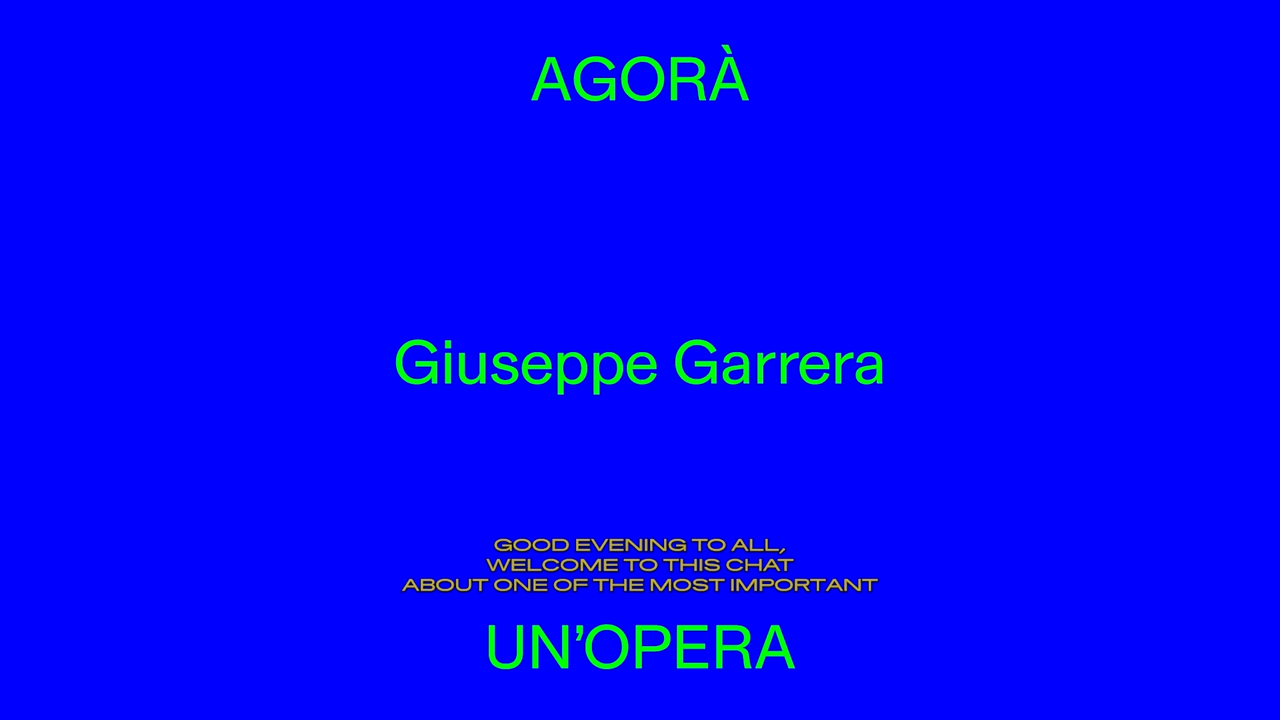 AGORÀ
Giuseppe Garrera
GOOD EVENING TO ALL,
WELCOME TO THIS CHAT
ABOUT ONE OF THE MOST IMPORTANT
UN’OPERA